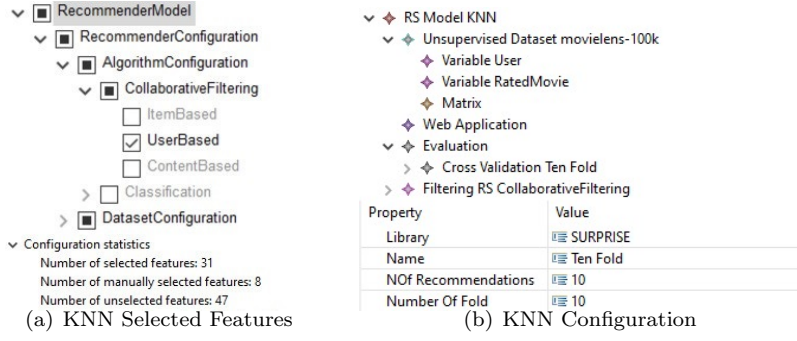 RecommenderModel
RecommenderConfiguration
AlgorithmConfiguration
CollaborativeFiltering
ItemBased
UserBased
ContentBased
Classification
DatasetConfiguration
Configuration statistics
Number of selected features: 31
Number of manually selected features: 8
Number of unselected features: 47
(a) KNN Selected Features
RS Model KNN
Unsupervised Dataset movielens-100k
Variable User
Variable RatedMovie
Matrix
Web Application
Evaluation
Cross Validation Ten Fold
Filtering RS CollaborativeFiltering
Property Value
Library SURPRISE
Name Ten Fold
NOf Recommendations 10
Number Of Fold 10
(b) KNN Configuration